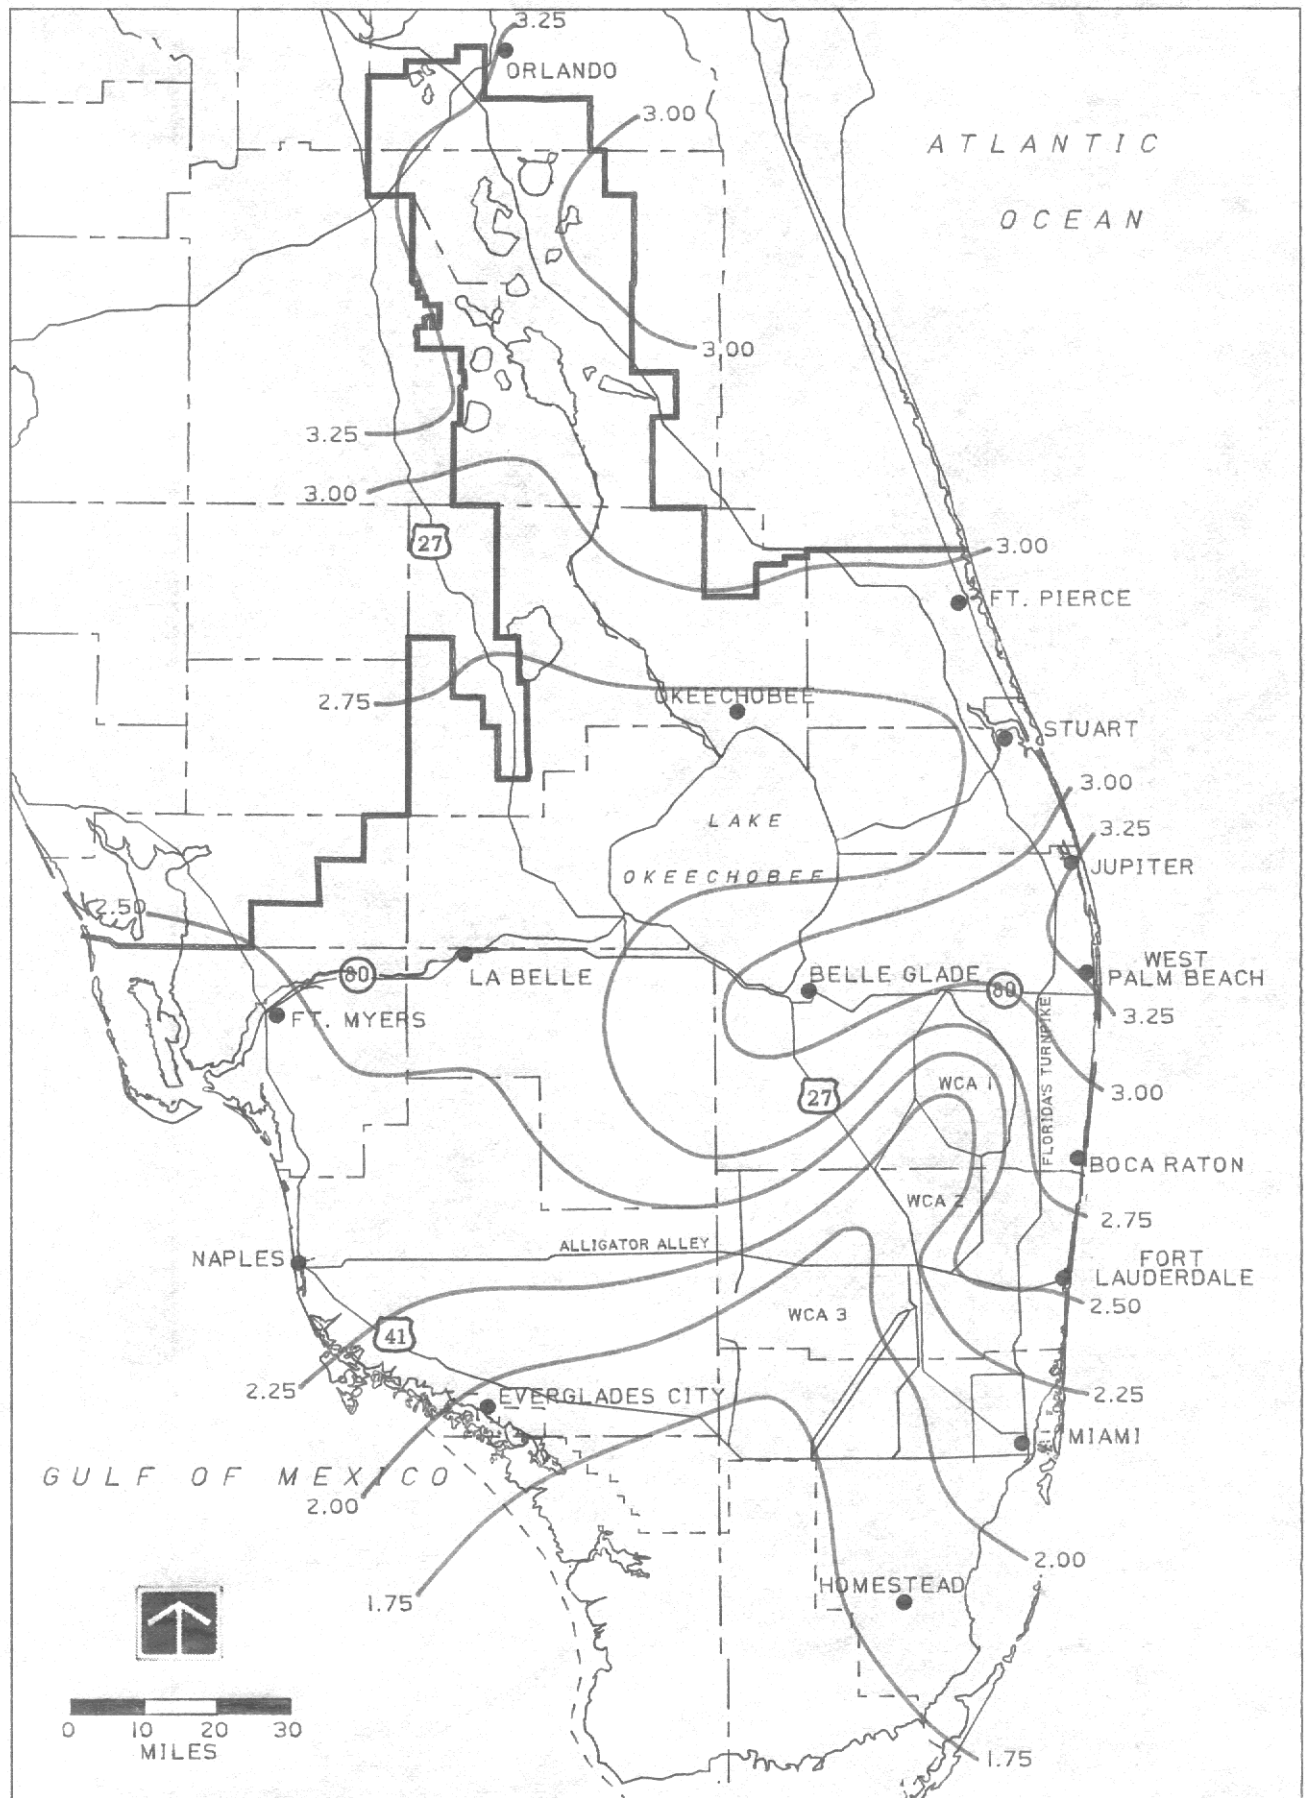 3.25
ORLANDO
3.00
ATLANTIC
OCEAN
3.00
3.25
3.00
27
3.00
FT. PIERCE
2.75
OKEECHOBEE
STUART
3.00
LAKE
OKEECHOBEE
3.25
JUPITER
2.50
80
LA BELLE
BELLE GLADE
80
WEST
PALM BEACH
FT. MYERS
3.25
FLORIDA'S TURNPIKE
27
WCA 1
3.00
BOCA RATON
WCA 2
2.75
NAPLES
ALLIGATOR ALLEY
FORT
LAUDERDALE
2.50
WCA 3
41
2.25
EVERGLADES CITY
2.25
MIAMI
GULF OF MEXICO
2.00
2.00
1.75
HOMESTEAD
0 10 20 30
MILES
1.75